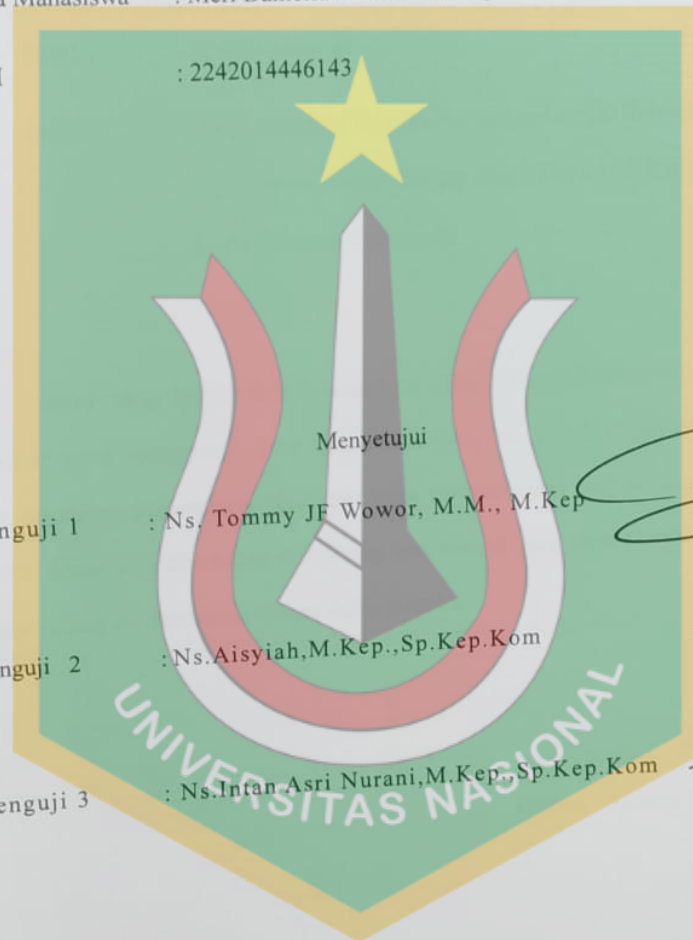 Mahasiswa :
: 2242014446143
Menyetujui
nguji 1 : Ns. Tommy JF Wowor, M.M., M.Kep
nguji 2 : Ns.Aisyiah,M.Kep.,Sp.Kep.Kom
enguji 3 : Ns.Intan Asri Nurani,M.Kep.,Sp.Kep.Kom
UNIVERSITAS NASIONAL